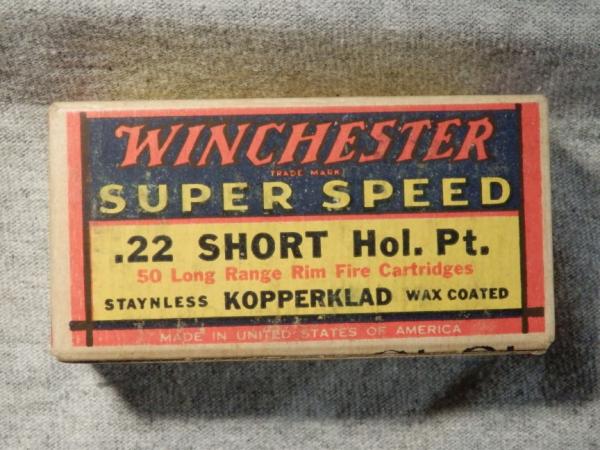 WINCHESTER
TRADE MARK
SUPER SPEED
.22 SHORT Hol. Pt.
50 Long Range Rim Fire Cartridges
STAYNLESS KOPPERKLAD WAX COATED
MADE IN UNITED STATES OF AMERICA